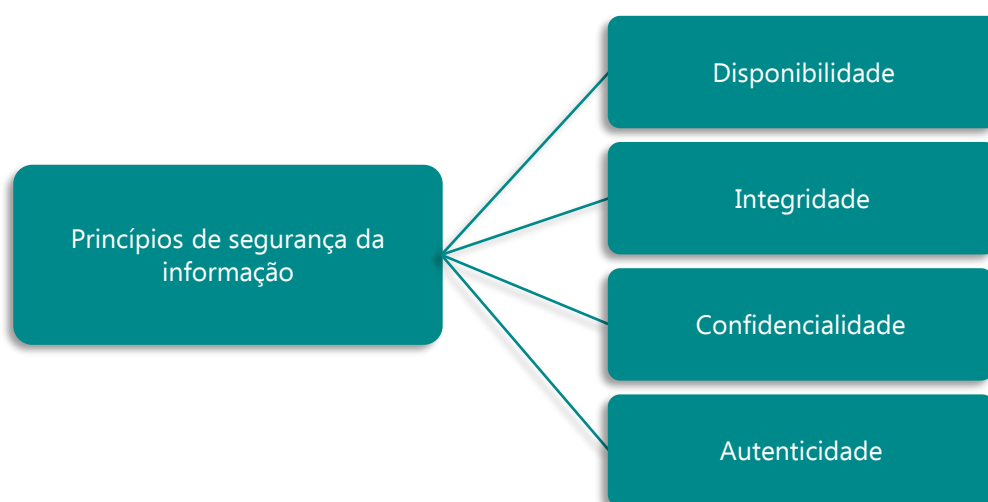 Princípios de segurança da
informação
Disponibilidade
Integridade
Confidencialidade
Autenticidade